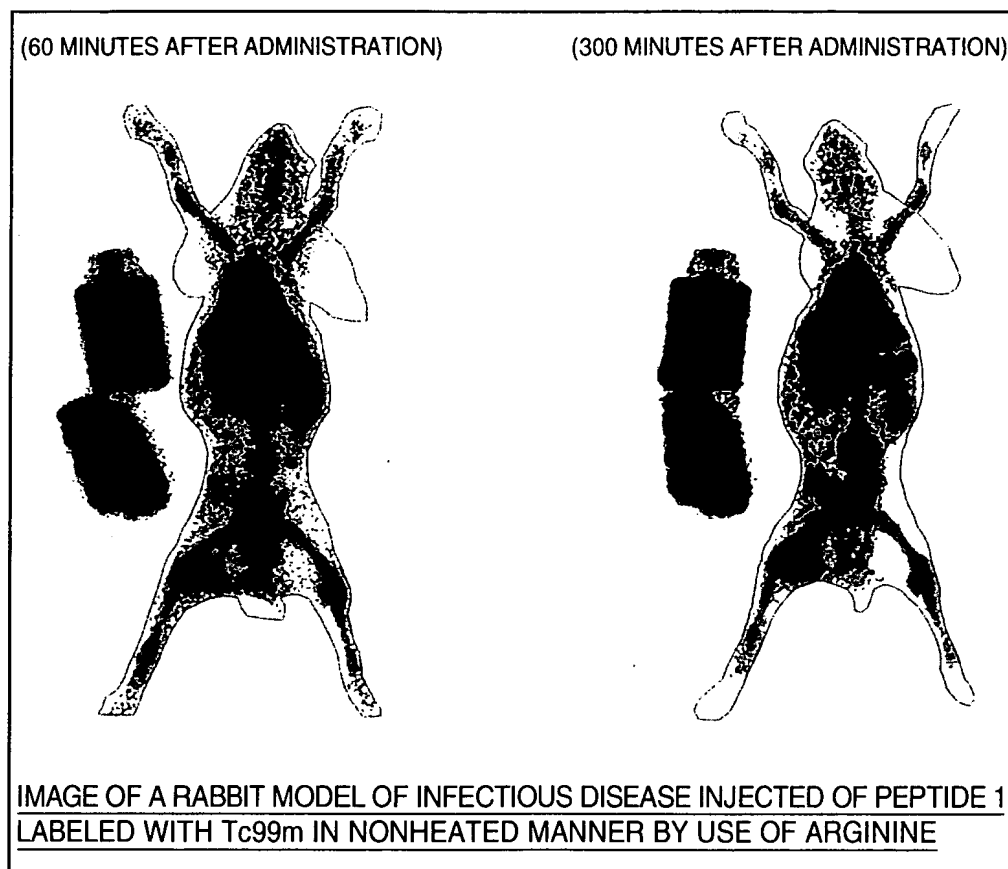 (60 MINUTES AFTER ADMINISTRATION)
(300 MINUTES AFTER ADMINISTRATION)
IMAGE OF A RABBIT MODEL OF INFECTIOUS DISEASE INJECTED OF PEPTIDE 1
LABELED WITH Tc99m IN NONHEATED MANNER BY USE OF ARGININE